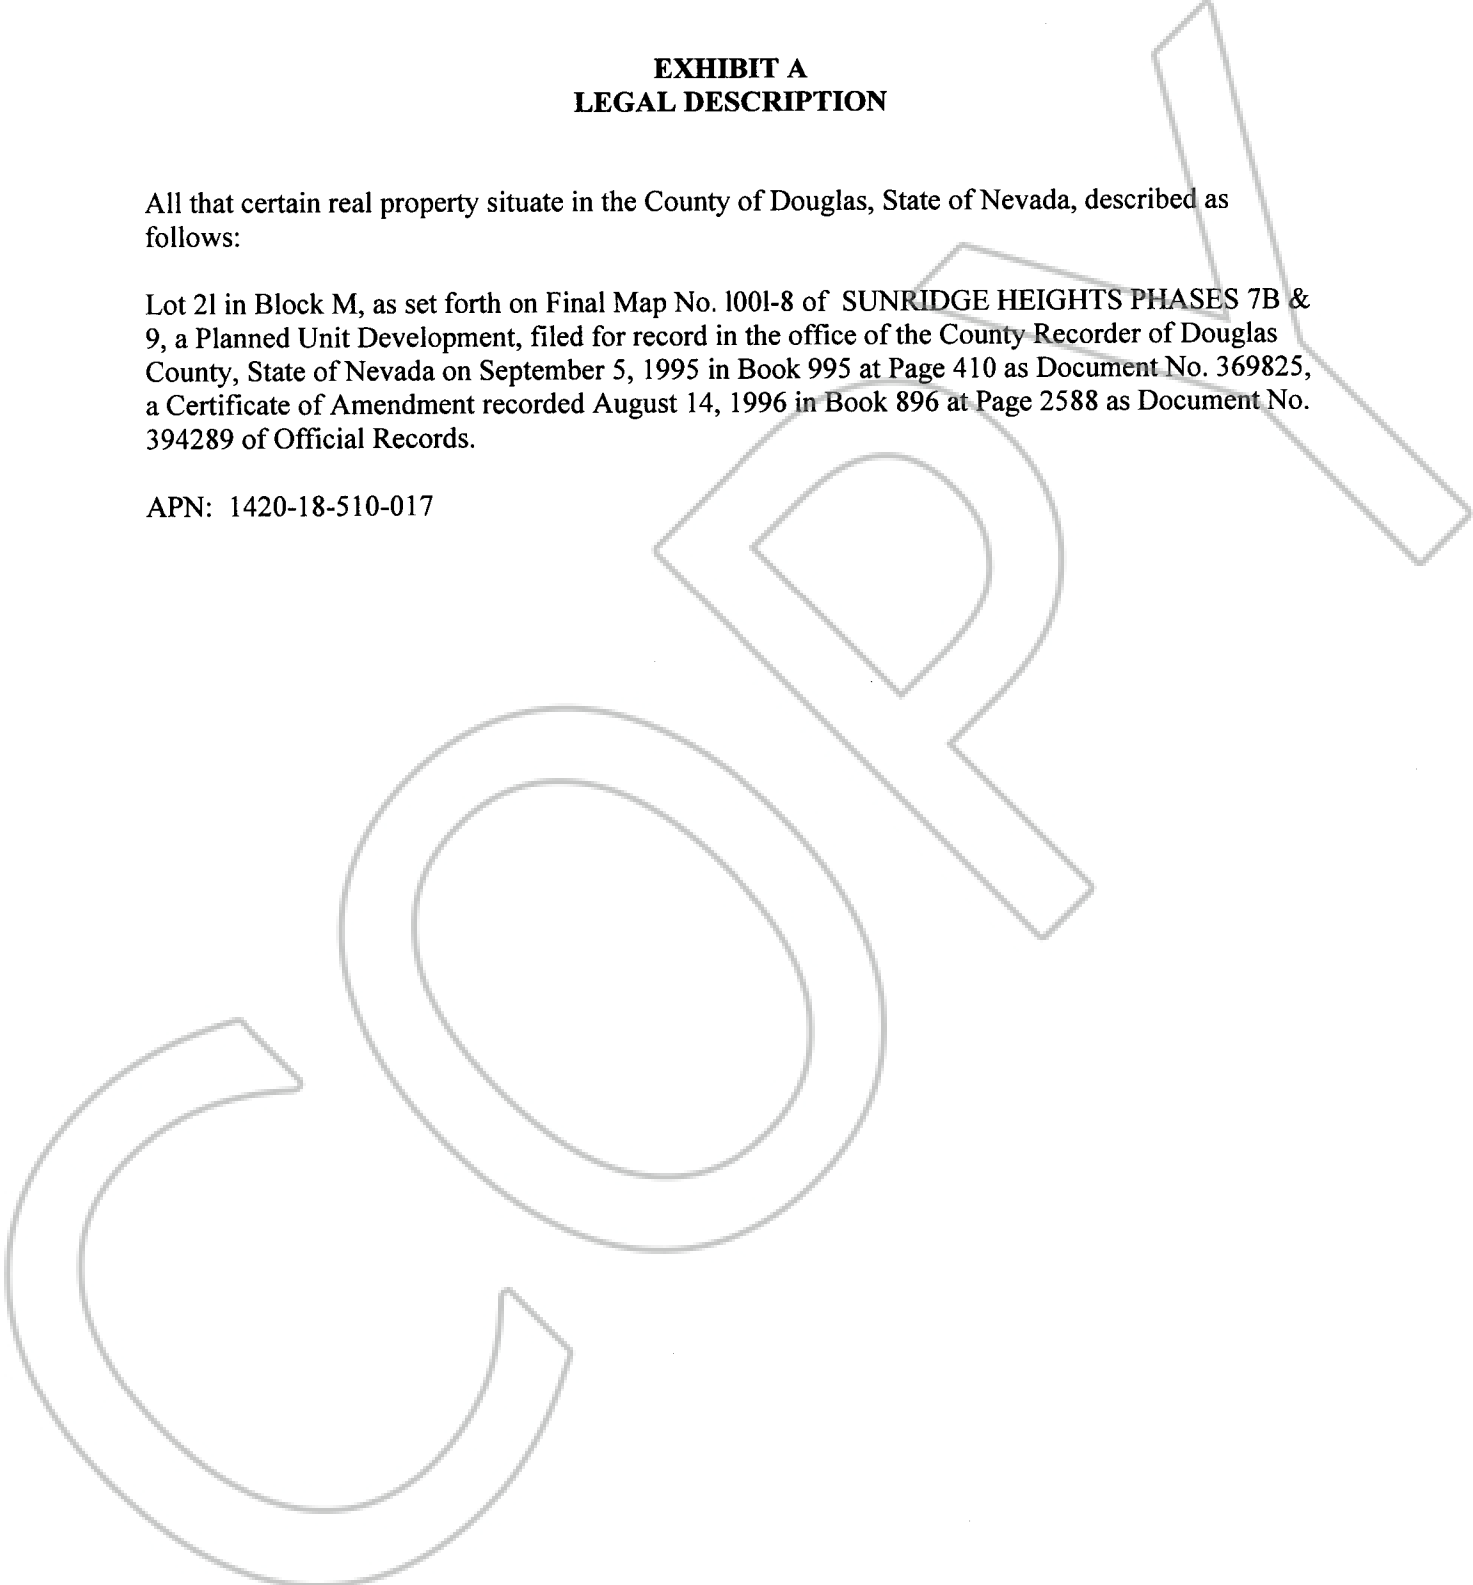 EXHIBIT A
LEGAL DESCRIPTION
All that certain real property situate in the County of Douglas, State of Nevada, described as
follows:
Lot 2l in Block M, as set forth on Final Map No. l00l-8 of SUNRIDGE HEIGHTS PHASES 7B &
9, a Planned Unit Development, filed for record in the office of the County Recorder of Douglas
County, State of Nevada on September 5, 1995 in Book 995 at Page 410 as Document No. 369825,
a Certificate of Amendment recorded August 14, 1996 in Book 896 at Page 2588 as Document No.
394289 of Official Records.
APN: 1420-18-510-017
COPY